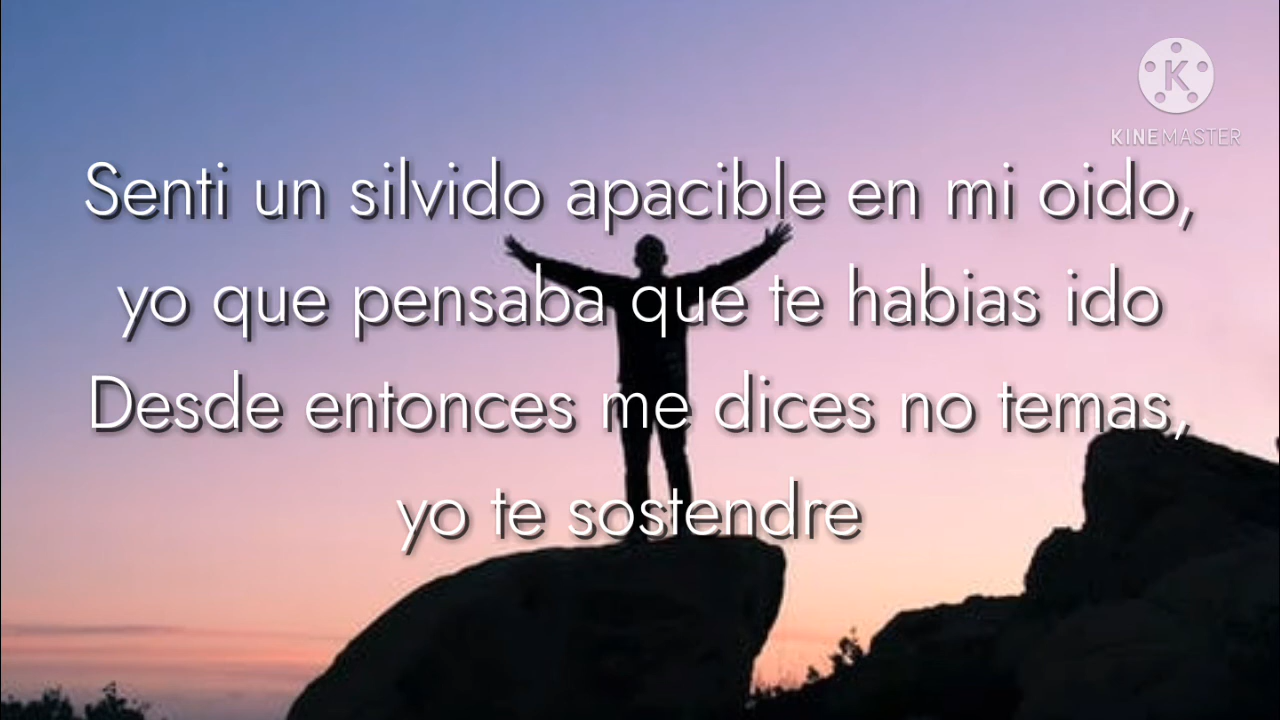 KINEMASTER
Senti un silvido apacible en mi oido,
yo que pensaba que te habias ido
Desde entonces me dices no temas,
yo te sostendre